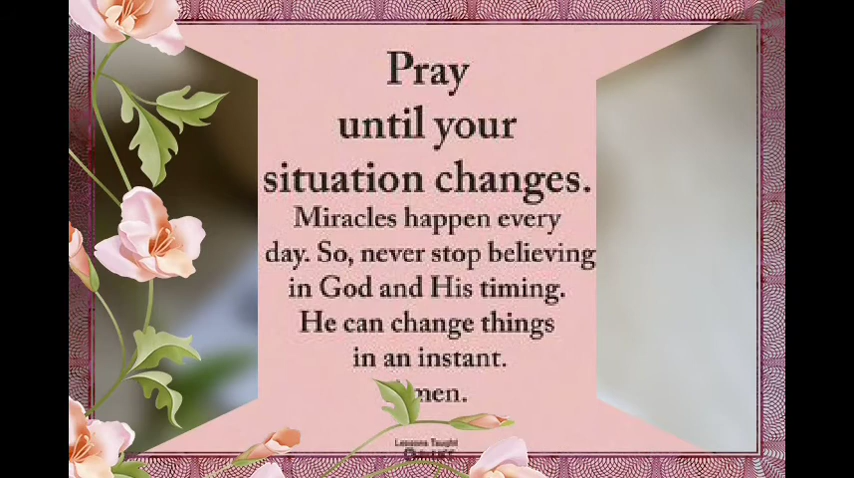 Pray
until your
situation changes.
Miracles happen every
day. So, never stop believing
in God and His timing.
He can change things
in an instant.
men.
Lessons Taught